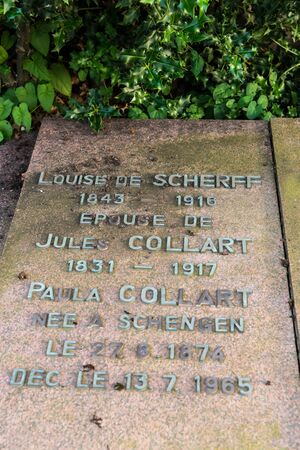 LOUISE DE SCHERFF
1843 – 1916
EPOUSE DE
JULES COLLART
1831 – 1917
PAULA COLLART
NÉE A SCHENGEN
LE 27.8.1874
DEC. LE 13.7.1965